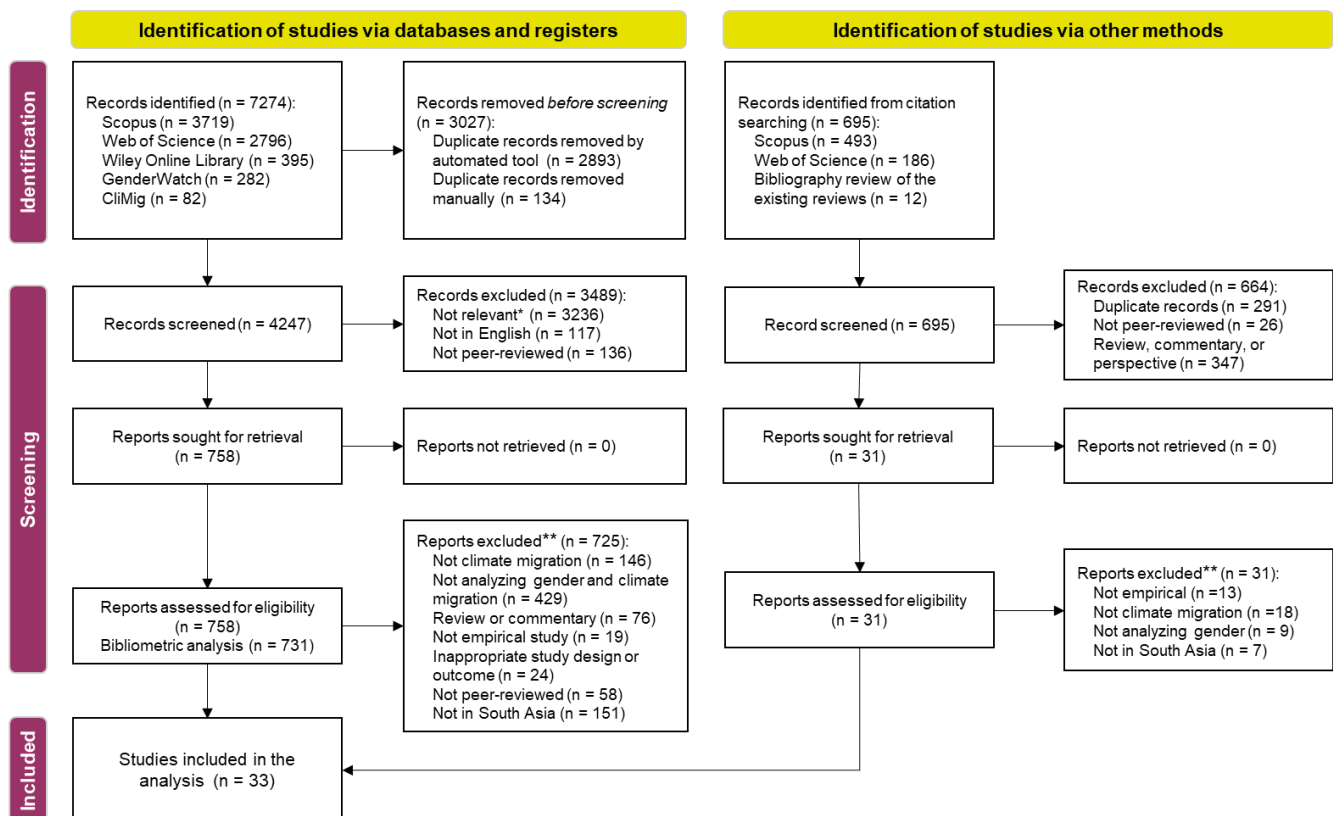 Identification of studies via databases and registers
Identification of studies via other methods
Identification
Records identified (n = 7274):
Scopus (n = 3719)
Web of Science (n = 2796)
Wiley Online Library (n = 395)
GenderWatch (n = 282)
CliMig (n = 82)
Records removed before screening
(n = 3027):
Duplicate records removed by
automated tool (n = 2893)
Duplicate records removed
manually (n = 134)
Records identified from citation
searching (n = 695):
Scopus (n = 493)
Web of Science (n = 186)
Bibliography review of the
existing reviews (n = 12)
Screening
Records screened (n = 4247)
Records excluded (n = 3489):
Not relevant* (n = 3236)
Not in English (n = 117)
Not peer-reviewed (n = 136)
Record screened (n = 695)
Records excluded (n = 664):
Duplicate records (n = 291)
Not peer-reviewed (n = 26)
Review, commentary, or
perspective (n = 347)
Reports sought for retrieval
(n = 758)
Reports not retrieved (n = 0)
Reports sought for retrieval
(n = 31)
Reports not retrieved (n = 0)
Reports assessed for eligibility
(n = 758)
Bibliometric analysis (n = 731)
Reports excluded** (n = 725):
Not climate migration (n = 146)
Not analyzing gender and climate
migration (n = 429)
Review or commentary (n = 76)
Not empirical study (n = 19)
Inappropriate study design or
outcome (n = 24)
Not peer-reviewed (n = 58)
Not in South Asia (n = 151)
Reports assessed for eligibility
(n = 31)
Reports excluded** (n = 31):
Not empirical (n =13)
Not climate migration (n =18)
Not analyzing gender (n = 9)
Not in South Asia (n = 7)
Included
Studies included in the
analysis (n = 33)